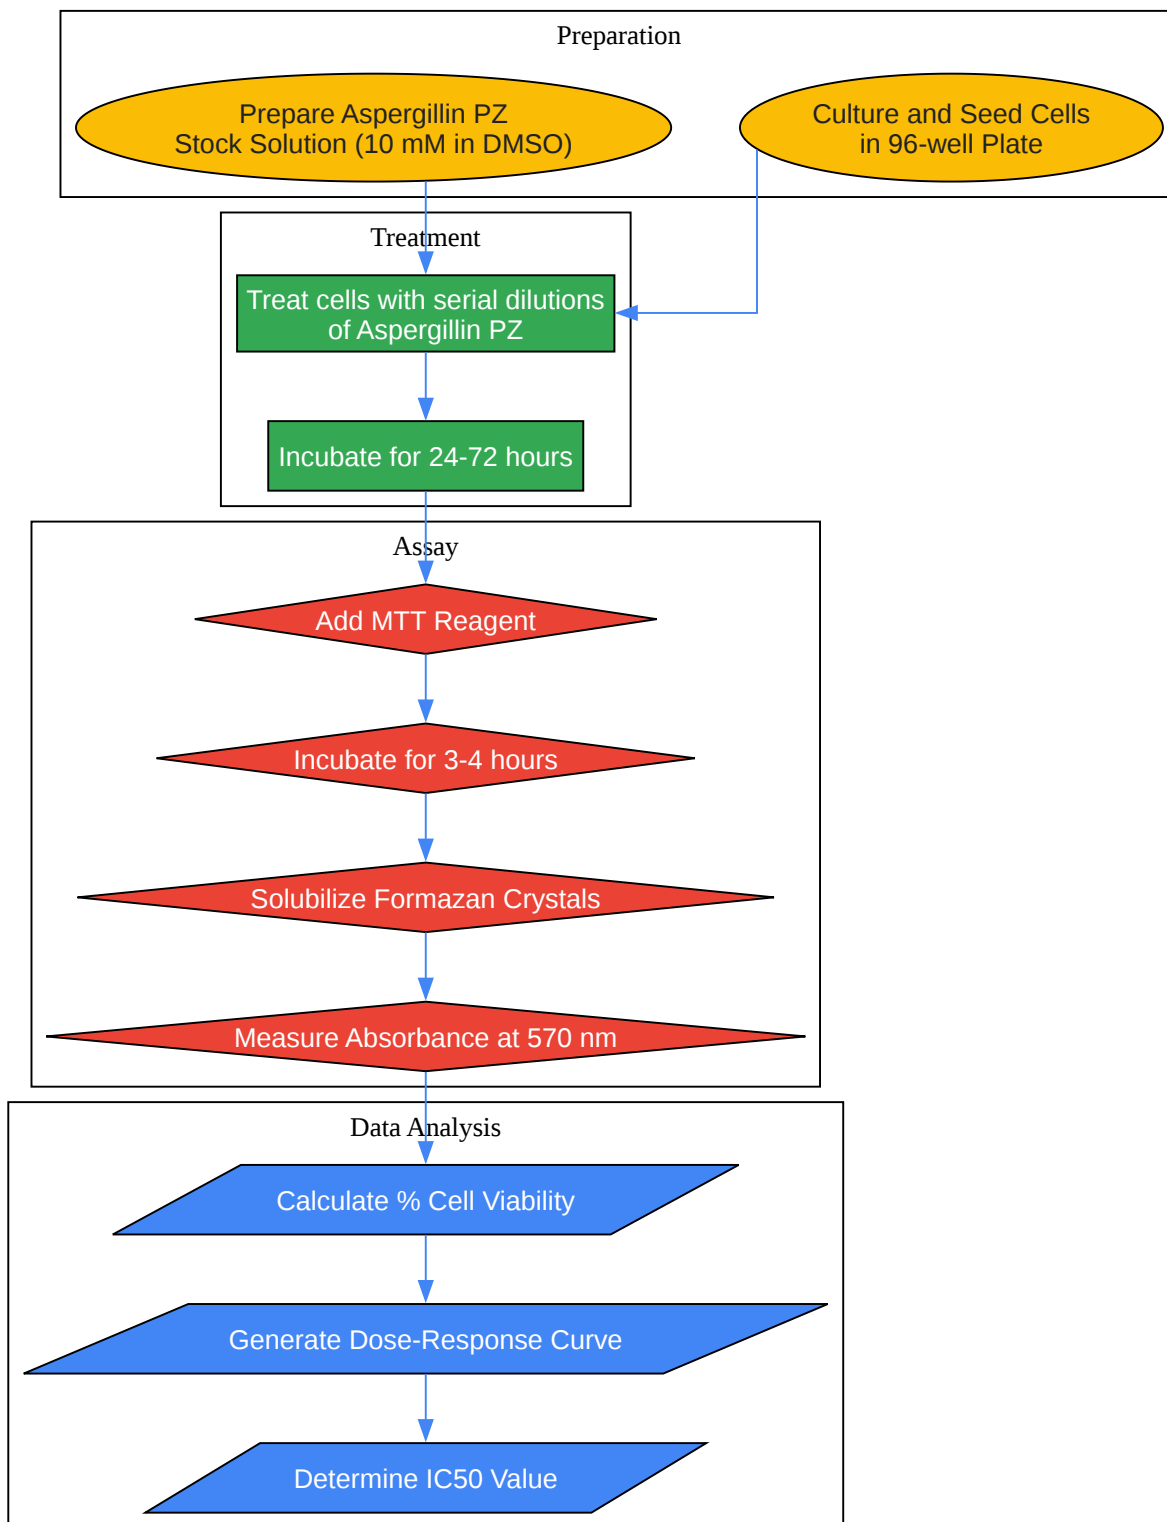 Preparation
Prepare Aspergillin PZ
Stock Solution (10 mM in DMSO)
Culture and Seed Cells
in 96-well Plate
Treatment
Treat cells with serial dilutions
of Aspergillin PZ
Incubate for 24-72 hours
Assay
Add MTT Reagent
Incubate for 3-4 hours
Solubilize Formazan Crystals
Measure Absorbance at 570 nm
Data Analysis
Calculate % Cell Viability
Generate Dose-Response Curve
Determine IC50 Value